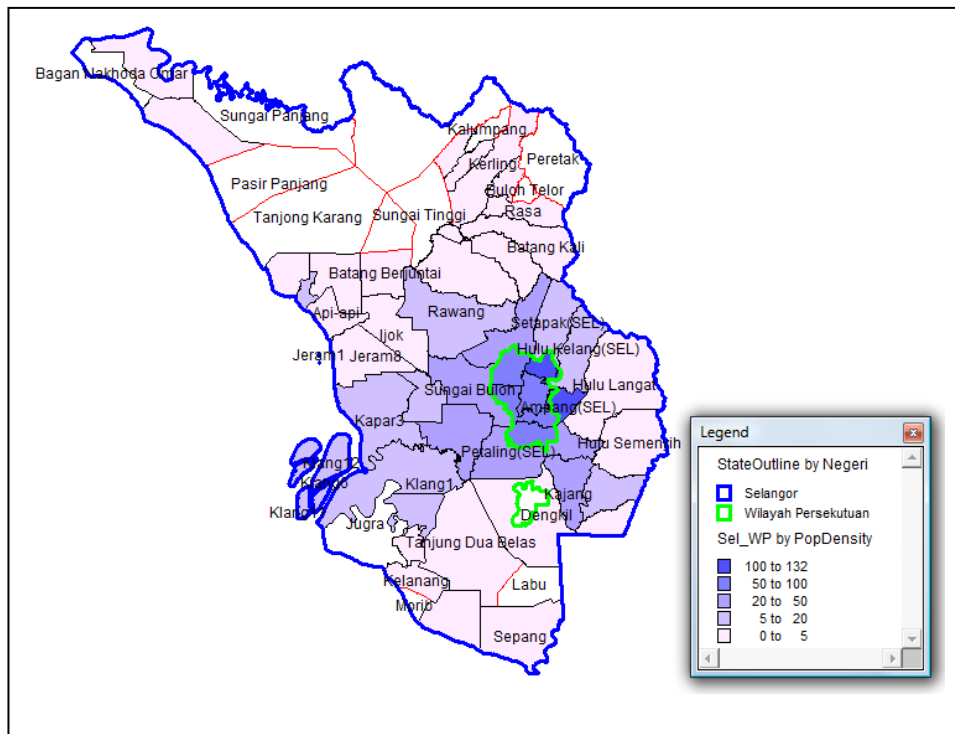 Bagan Nakhoda Omar
Sungai Panjang
Kalumpang
Kerling
Peretak
Pasir Panjang
Buloh Telor
Tanjong Karang
Sungai Tinggi
Rasa
Batang Kali
Batang Berjuntai
Api-api
Rawang
Setapak(SEL)
Ijok
Jeram1
Jeram8
Hulu Kelang(SEL)
Sungai Buloh
Hulu Langat
Ampang(SEL)
Kapar3
Hulu Semenyih
Petaling(SEL)
Klang12
Klang1
Kajang
Jugra
Dengkil
Tanjung Dua Belas
Kelanang
Labu
Morib
Sepang
Legend
StateOutline by Negeri
Selangor
Wilayah Persekutuan
Sel_WP by PopDensity
100 to 132
50 to 100
20 to 50
5 to 20
0 to 5